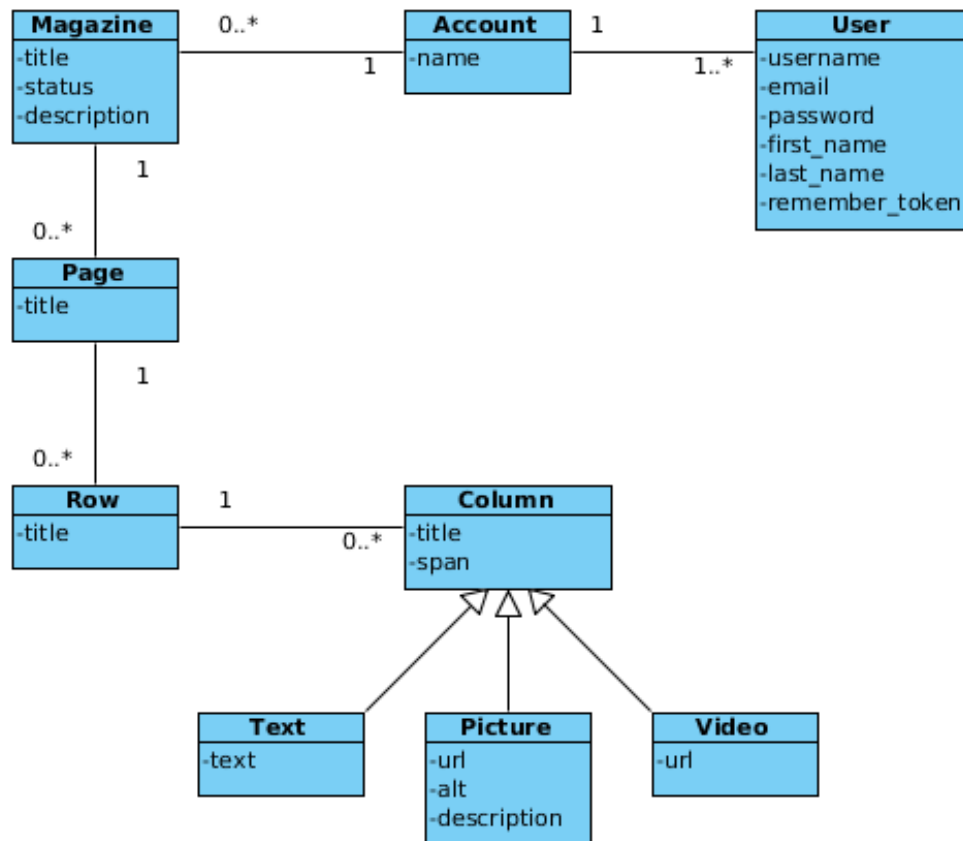 Magazine
-title
-status
-description
0..*
1
Account
-name
1
1..*
User
-username
-email
-password
-first_name
-last_name
-remember_token
1
0..*
Page
-title
1
0..*
Row
-title
1
0..*
Column
-title
-span
Text
-text
Picture
-url
-alt
-description
Video
-url